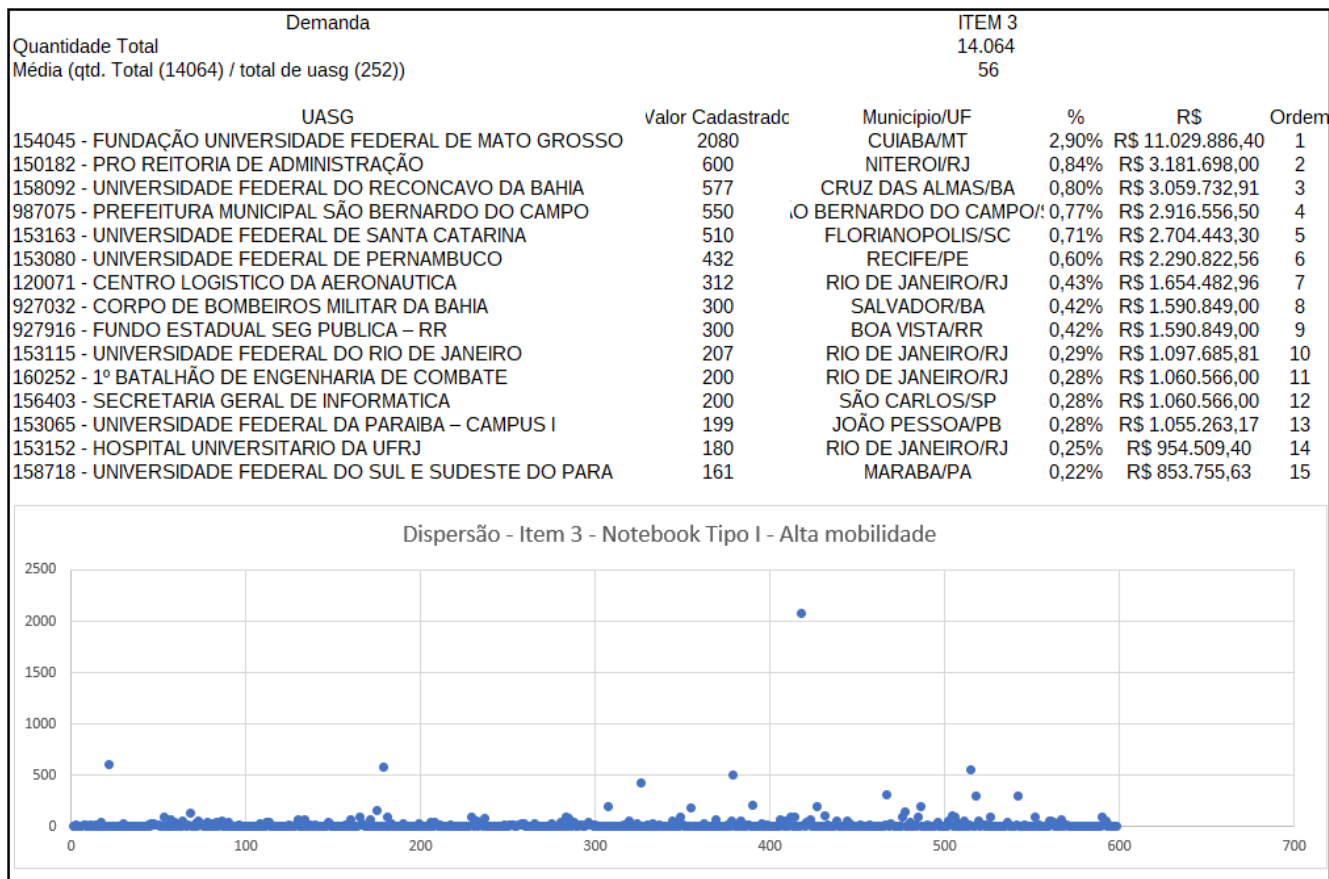 Demanda ITEM 3
Quantidade Total 14.064
Média (qtd. Total (14064) / total de uasg (252)) 56
UASG Valor Cadastrado Município/UF % R$ Ordem
154045 - FUNDAÇÃO UNIVERSIDADE FEDERAL DE MATO GROSSO 2080 CUIABA/MT 2,90% R$ 11.029.886,40 1
150182 - PRO REITORIA DE ADMINISTRAÇÃO 600 NITEROI/RJ 0,84% R$ 3.181.698,00 2
158092 - UNIVERSIDADE FEDERAL DO RECONCAVO DA BAHIA 577 CRUZ DAS ALMAS/BA 0,80% R$ 3.059.732,91 3
987075 - PREFEITURA MUNICIPAL SÃO BERNARDO DO CAMPO 550 ÃO BERNARDO DO CAMPO/S 0,77% R$ 2.916.556,50 4
153163 - UNIVERSIDADE FEDERAL DE SANTA CATARINA 510 FLORIANOPOLIS/SC 0,71% R$ 2.704.443,30 5
153080 - UNIVERSIDADE FEDERAL DE PERNAMBUCO 432 RECIFE/PE 0,60% R$ 2.290.822,56 6
120071 - CENTRO LOGISTICO DA AERONAUTICA 312 RIO DE JANEIRO/RJ 0,43% R$ 1.654.482,96 7
927032 - CORPO DE BOMBEIROS MILITAR DA BAHIA 300 SALVADOR/BA 0,42% R$ 1.590.849,00 8
927916 - FUNDO ESTADUAL SEG PUBLICA – RR 300 BOA VISTA/RR 0,42% R$ 1.590.849,00 9
153115 - UNIVERSIDADE FEDERAL DO RIO DE JANEIRO 207 RIO DE JANEIRO/RJ 0,29% R$ 1.097.685,81 10
160252 - 1º BATALHÃO DE ENGENHARIA DE COMBATE 200 RIO DE JANEIRO/RJ 0,28% R$ 1.060.566,00 11
156403 - SECRETARIA GERAL DE INFORMATICA 200 SÃO CARLOS/SP 0,28% R$ 1.060.566,00 12
153065 - UNIVERSIDADE FEDERAL DA PARAIBA – CAMPUS I 199 JOÃO PESSOA/PB 0,28% R$ 1.055.263,17 13
153152 - HOSPITAL UNIVERSITARIO DA UFRJ 180 RIO DE JANEIRO/RJ 0,25% R$ 954.509,40 14
158718 - UNIVERSIDADE FEDERAL DO SUL E SUDESTE DO PARA 161 MARABA/PA 0,22% R$ 853.755,63 15
Dispersão - Item 3 - Notebook Tipo I - Alta mobilidade
2500
2000
1500
1000
500
0
0 100 200 300 400 500 600 700